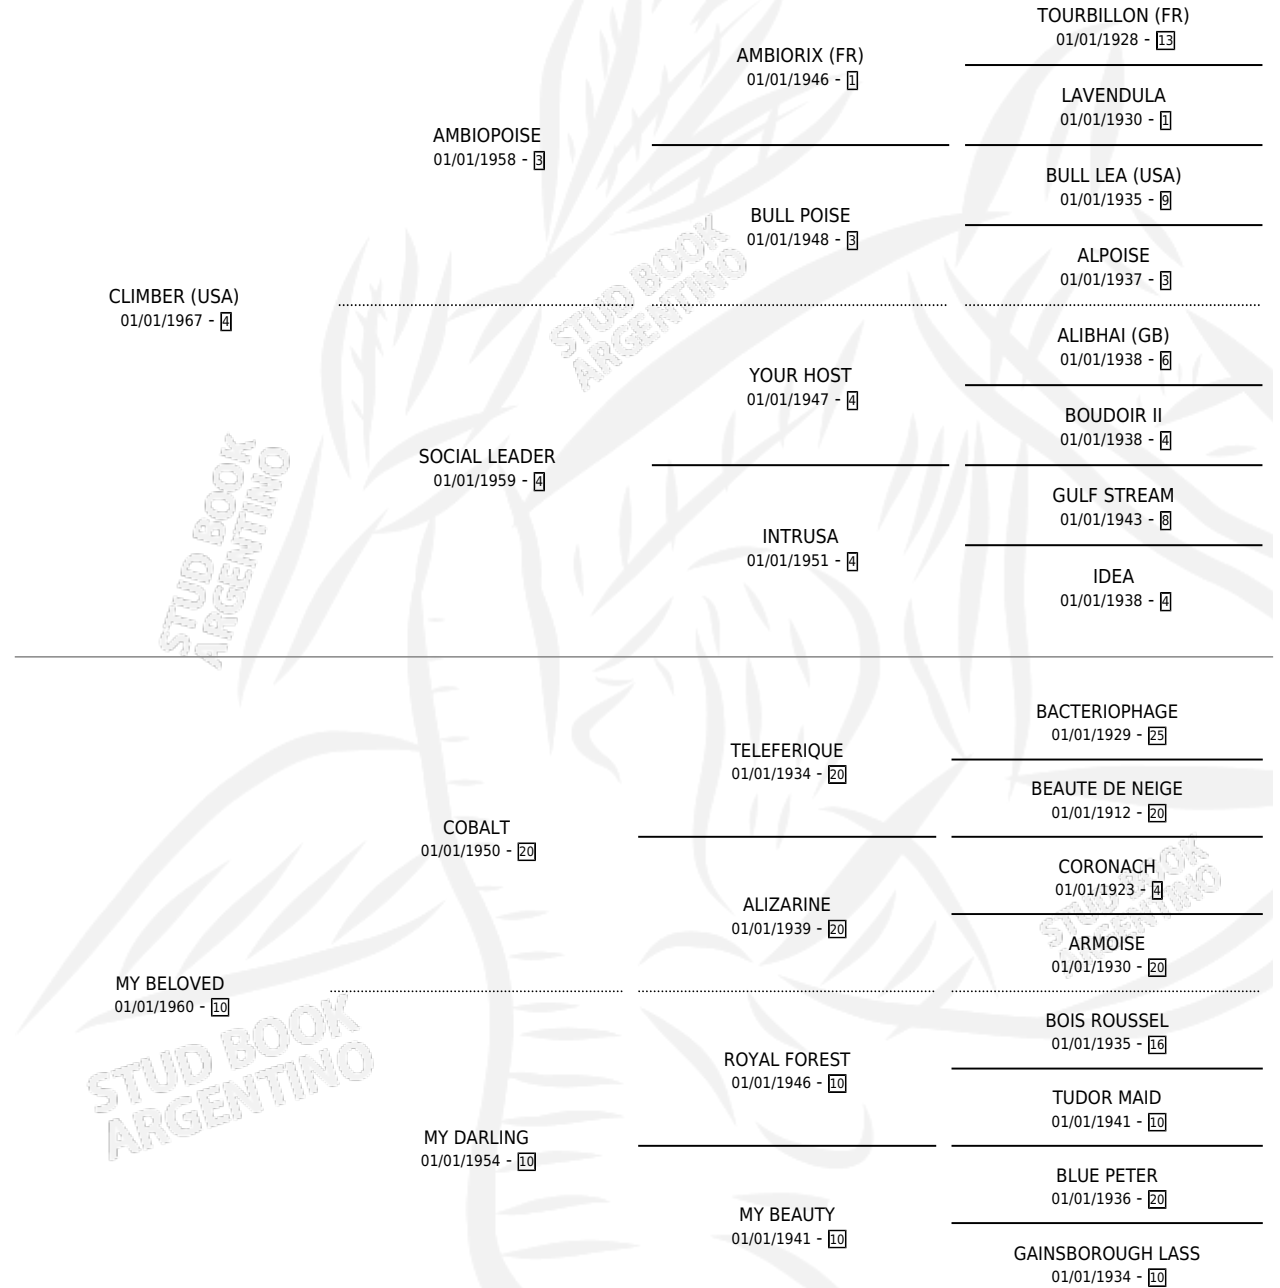 TOURBILLON (FR)
01/01/1928 - 13
AMBIORIX (FR)
01/01/1946 - 1
LAVENDULA
01/01/1930 - 1
AMBIOPOISE
01/01/1958 - 3
BULL LEA (USA)
01/01/1935 - 9
BULL POISE
01/01/1948 - 3
ALPOISE
01/01/1937 - 3
CLIMBER (USA)
01/01/1967 - 4
ALIBHAI (GB)
01/01/1938 - 6
YOUR HOST
01/01/1947 - 4
BOUDOIR II
01/01/1938 - 4
SOCIAL LEADER
01/01/1959 - 4
GULF STREAM
01/01/1943 - 8
INTRUSA
01/01/1951 - 4
IDEA
01/01/1938 - 4
BACTERIOPHAGE
01/01/1929 - 25
TELEFERIQUE
01/01/1934 - 20
BEAUTE DE NEIGE
01/01/1912 - 20
COBALT
01/01/1950 - 20
CORONACH
01/01/1923 - 4
ALIZARINE
01/01/1939 - 20
ARMOISE
01/01/1930 - 20
MY BELOVED
01/01/1960 - 10
BOIS ROUSSEL
01/01/1935 - 16
ROYAL FOREST
01/01/1946 - 10
TUDOR MAID
01/01/1941 - 10
MY DARLING
01/01/1954 - 10
BLUE PETER
01/01/1936 - 20
MY BEAUTY
01/01/1941 - 10
GAINSBOROUGH LASS
01/01/1934 - 10
STUD BOOK
ARGENTINO
STUD BOOK
ARGENTINO
STUD BOOK
ARGENTINO
STUD BOOK
ARGENTINO